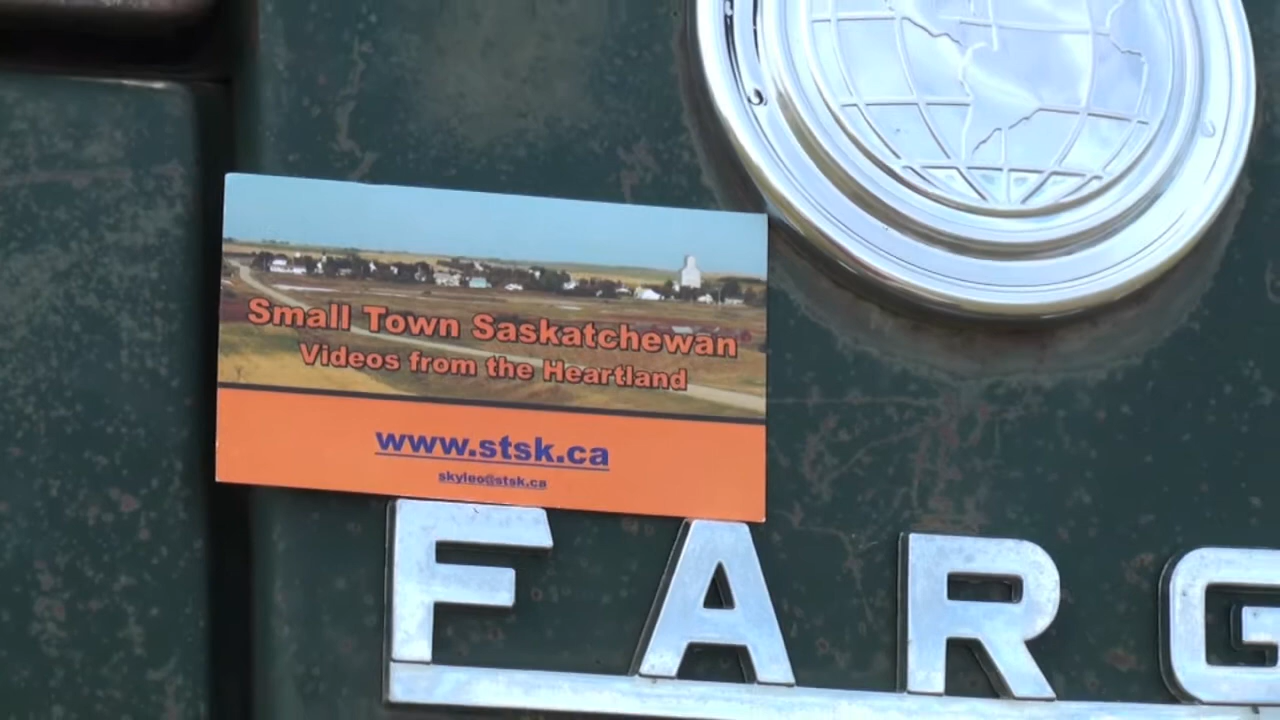 Small Town Saskatchewan
Videos from the Heartland
www.stsk.ca
skyleo@stsk.ca
FARG